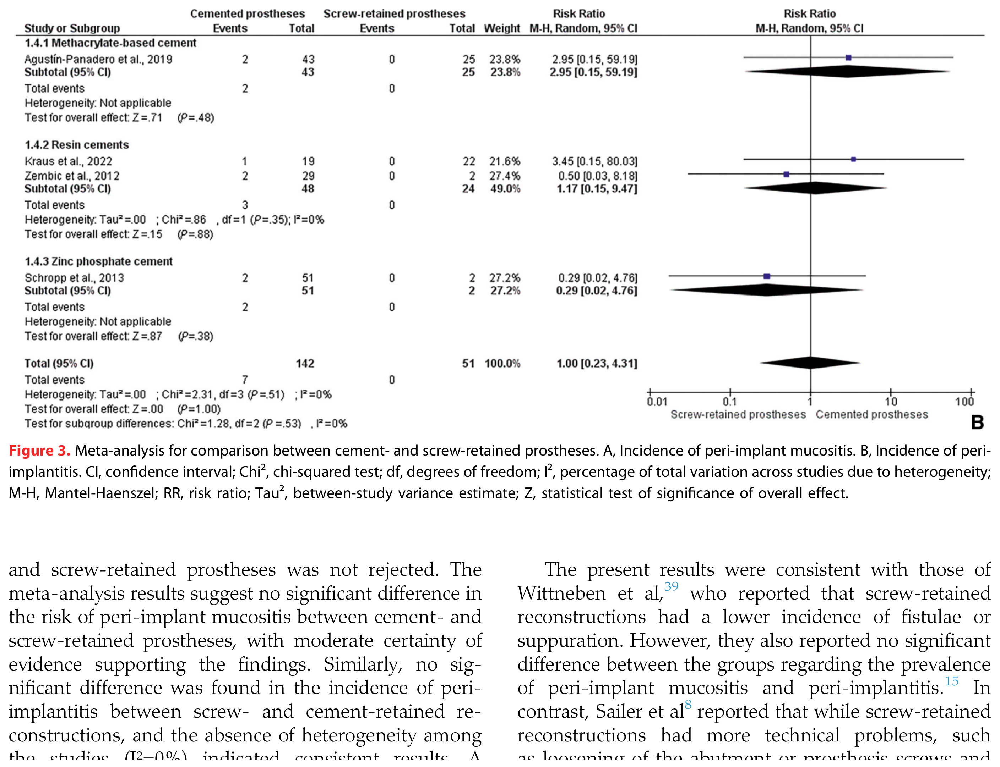 Cemented prostheses Screw-retained prostheses Risk Ratio Risk Ratio
Study or Subgroup Events Total Events Total Weight M-H, Random, 95% CI M-H, Random, 95% CI
1.4.1 Methacrylate-based cement
Agustín-Panadero et al., 2019 2 43 0 25 23.8% 2.95 [0.15, 59.19]
Subtotal (95% CI) 43 25 23.8% 2.95 [0.15, 59.19]
Total events 2 0
Heterogeneity: Not applicable
Test for overall effect: Z=.71 (P=.48)
1.4.2 Resin cements
Kraus et al., 2022 1 19 0 22 21.6% 3.45 [0.15, 80.03]
Zembic et al., 2012 2 29 0 2 27.4% 0.50 [0.03, 8.18]
Subtotal (95% CI) 48 24 49.0% 1.17 [0.15, 9.47]
Total events 3 0
Heterogeneity: Tau²=.00 ; Chi²=.86 , df=1 (P=.35); I²=0%
Test for overall effect: Z=.15 (P=.88)
1.4.3 Zinc phosphate cement
Schropp et al., 2013 2 51 0 2 27.2% 0.29 [0.02, 4.76]
Subtotal (95% CI) 51 2 27.2% 0.29 [0.02, 4.76]
Total events 2 0
Heterogeneity: Not applicable
Test for overall effect: Z=.87 (P=.38)
Total (95% CI) 142 51 100.0% 1.00 [0.23, 4.31]
Total events 7 0
Heterogeneity: Tau²=.00 ; Chi²=2.31, df=3 (P=.51) ; I²=0%
Test for overall effect: Z=.00 (P=1.00)
Test for subgroup differences: Chi²=1.28, df=2 (P=.53) , I²=0%
0.01 0.1 1 10 100
Screw-retained prostheses Cemented prostheses
B
Figure 3. Meta-analysis for comparison between cement- and screw-retained prostheses. A, Incidence of peri-implant mucositis. B, Incidence of peri-
implantitis. CI, confidence interval; Chi², chi-squared test; df, degrees of freedom; I², percentage of total variation across studies due to heterogeneity;
M-H, Mantel-Haenszel; RR, risk ratio; Tau², between-study variance estimate; Z, statistical test of significance of overall effect.
and screw-retained prostheses was not rejected. The
meta-analysis results suggest no significant difference in
the risk of peri-implant mucositis between cement- and
screw-retained prostheses, with moderate certainty of
evidence supporting the findings. Similarly, no sig-
nificant difference was found in the incidence of peri-
implantitis between screw- and cement-retained re-
constructions, and the absence of heterogeneity among
the studies (I²=0%) indicated consistent results. A
The present results were consistent with those of
Wittneben et al,39 who reported that screw-retained
reconstructions had a lower incidence of fistulae or
suppuration. However, they also reported no significant
difference between the groups regarding the prevalence
of peri-implant mucositis and peri-implantitis.15 In
contrast, Sailer et al8 reported that while screw-retained
reconstructions had more technical problems, such
as loosening of the abutment or prosthesis screws and